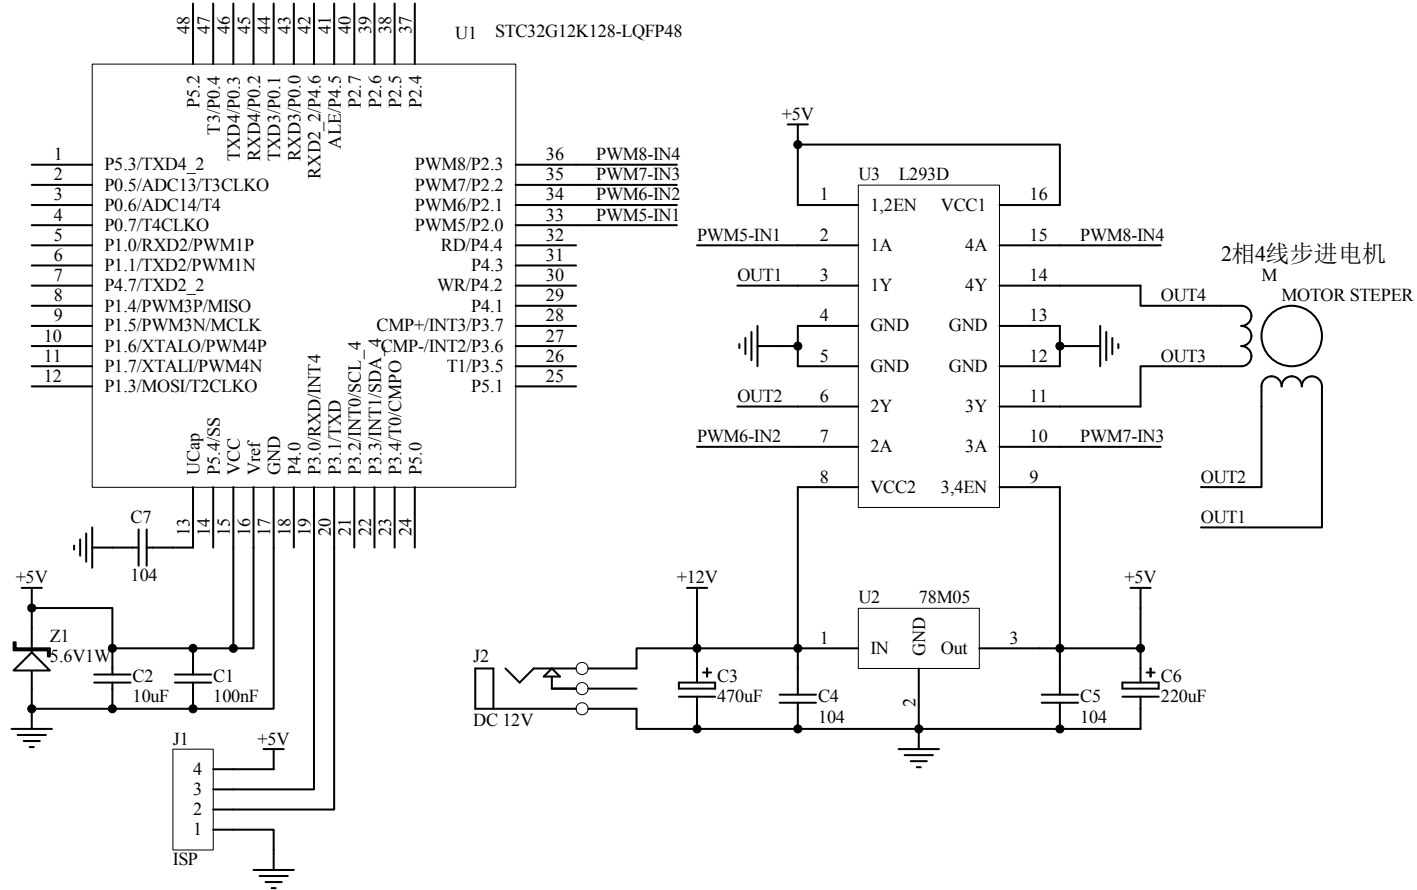 48
47
46
45
44
43
42
41
40
39
38
37
U1 STC32G12K128-LQFP48
P5.2
T3/P0.4
TXD4/P0.3
RXD4/P0.2
TXD3/P0.1
RXD3/P0.0
RXD2_2/P4.6
ALE/P4.5
P2.7
P2.6
P2.5
P2.4
1 P5.3/TXD4_2
2 P0.5/ADC13/T3CLKO
3 P0.6/ADC14/T4
4 P0.7/T4CLKO
5 P1.0/RXD2/PWM1P
6 P1.1/TXD2/PWM1N
7 P4.7/TXD2_2
8 P1.4/PWM3P/MISO
9 P1.5/PWM3N/MCLK
10 P1.6/XTALO/PWM4P
11 P1.7/XTALI/PWM4N
12 P1.3/MOSI/T2CLKO
PWM8/P2.3 36 PWM8-IN4
PWM7/P2.2 35 PWM7-IN3
PWM6/P2.1 34 PWM6-IN2
PWM5/P2.0 33 PWM5-IN1
RD/P4.4 32
P4.3 31
WR/P4.2 30
P4.1 29
CMP+/INT3/P3.7 28
CMP-/INT2/P3.6 27
T1/P3.5 26
P5.1 25
UCap
P5.4/SS
VCC
Vref
GND
P4.0
P3.0/RXD/INT4
P3.1/TXD
P3.2/INT0/SCL_4
P3.3/INT1/SDA_4
P3.4/T0/CMPO
P5.0
13
14
15
16
17
18
19
20
21
22
23
24
C7
104
+5V
Z1
5.6V1W
C2
10uF
C1
100nF
J1
+5V
4
3
2
1
ISP
+5V
U3 L293D
1 1,2EN VCC1 16
PWM5-IN1 2 1A 4A 15 PWM8-IN4
OUT1 3 1Y 4Y 14
4 GND GND 13
5 GND GND 12
OUT2 6 2Y 3Y 11
PWM6-IN2 7 2A 3A 10 PWM7-IN3
8 VCC2 3,4EN 9
2相4线步进电机
M
MOTOR STEPER
OUT4
OUT3
OUT2
OUT1
+12V
U2 78M05
+5V
1 IN GND Out 3
2
J2
DC 12V
C3
470uF
C4
104
C5
104
C6
220uF